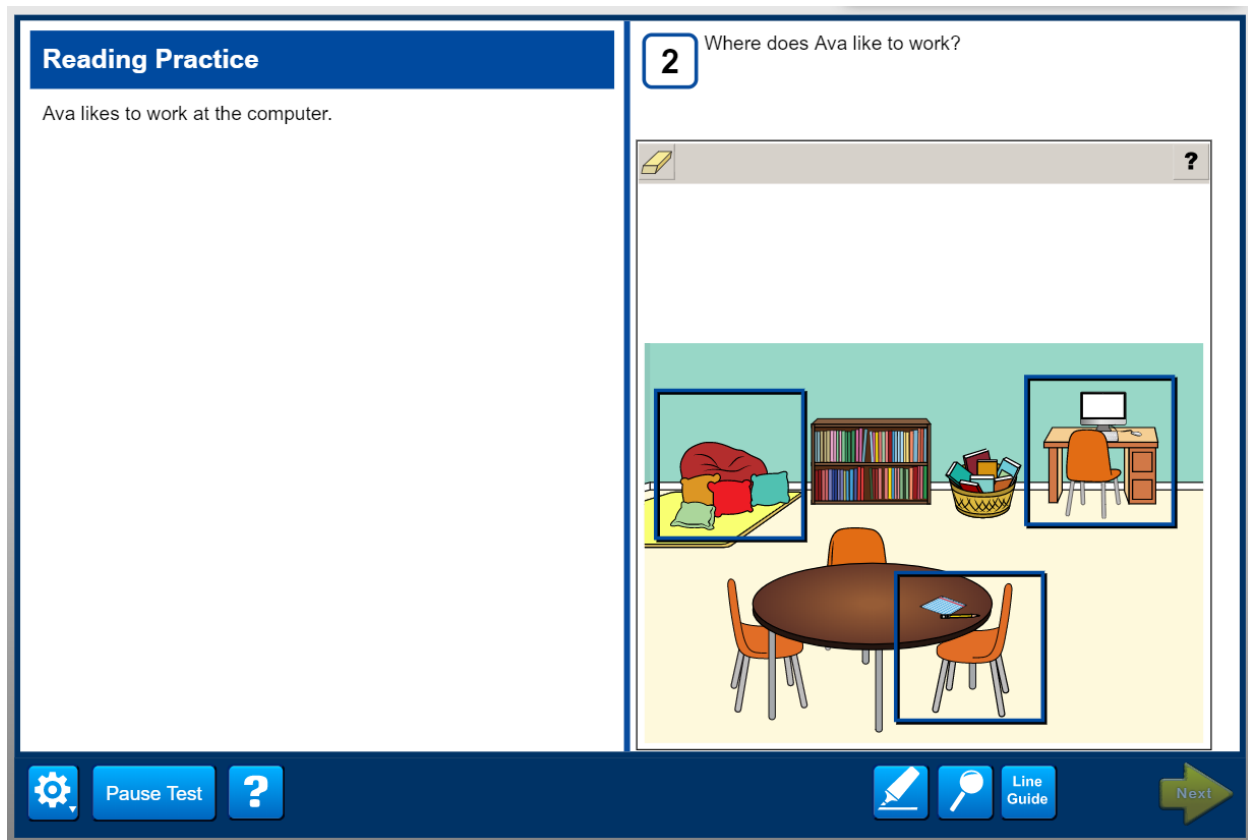 Reading Practice
Ava likes to work at the computer.
2
Where does Ava like to work?
?
Pause Test
?
Line
Guide
Next